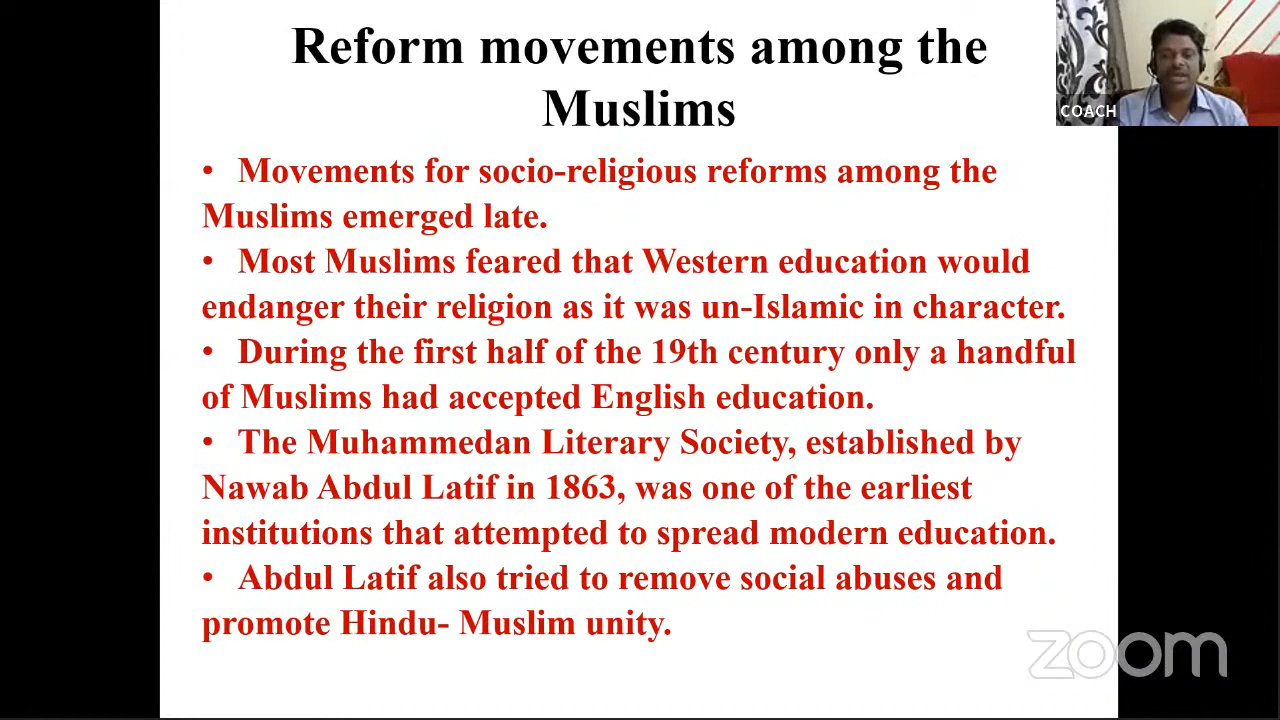 Reform movements among the
Muslims
COACH
• Movements for socio-religious reforms among the
Muslims emerged late.
• Most Muslims feared that Western education would
endanger their religion as it was un-Islamic in character.
• During the first half of the 19th century only a handful
of Muslims had accepted English education.
• The Muhammedan Literary Society, established by
Nawab Abdul Latif in 1863, was one of the earliest
institutions that attempted to spread modern education.
• Abdul Latif also tried to remove social abuses and
promote Hindu- Muslim unity.
zoom